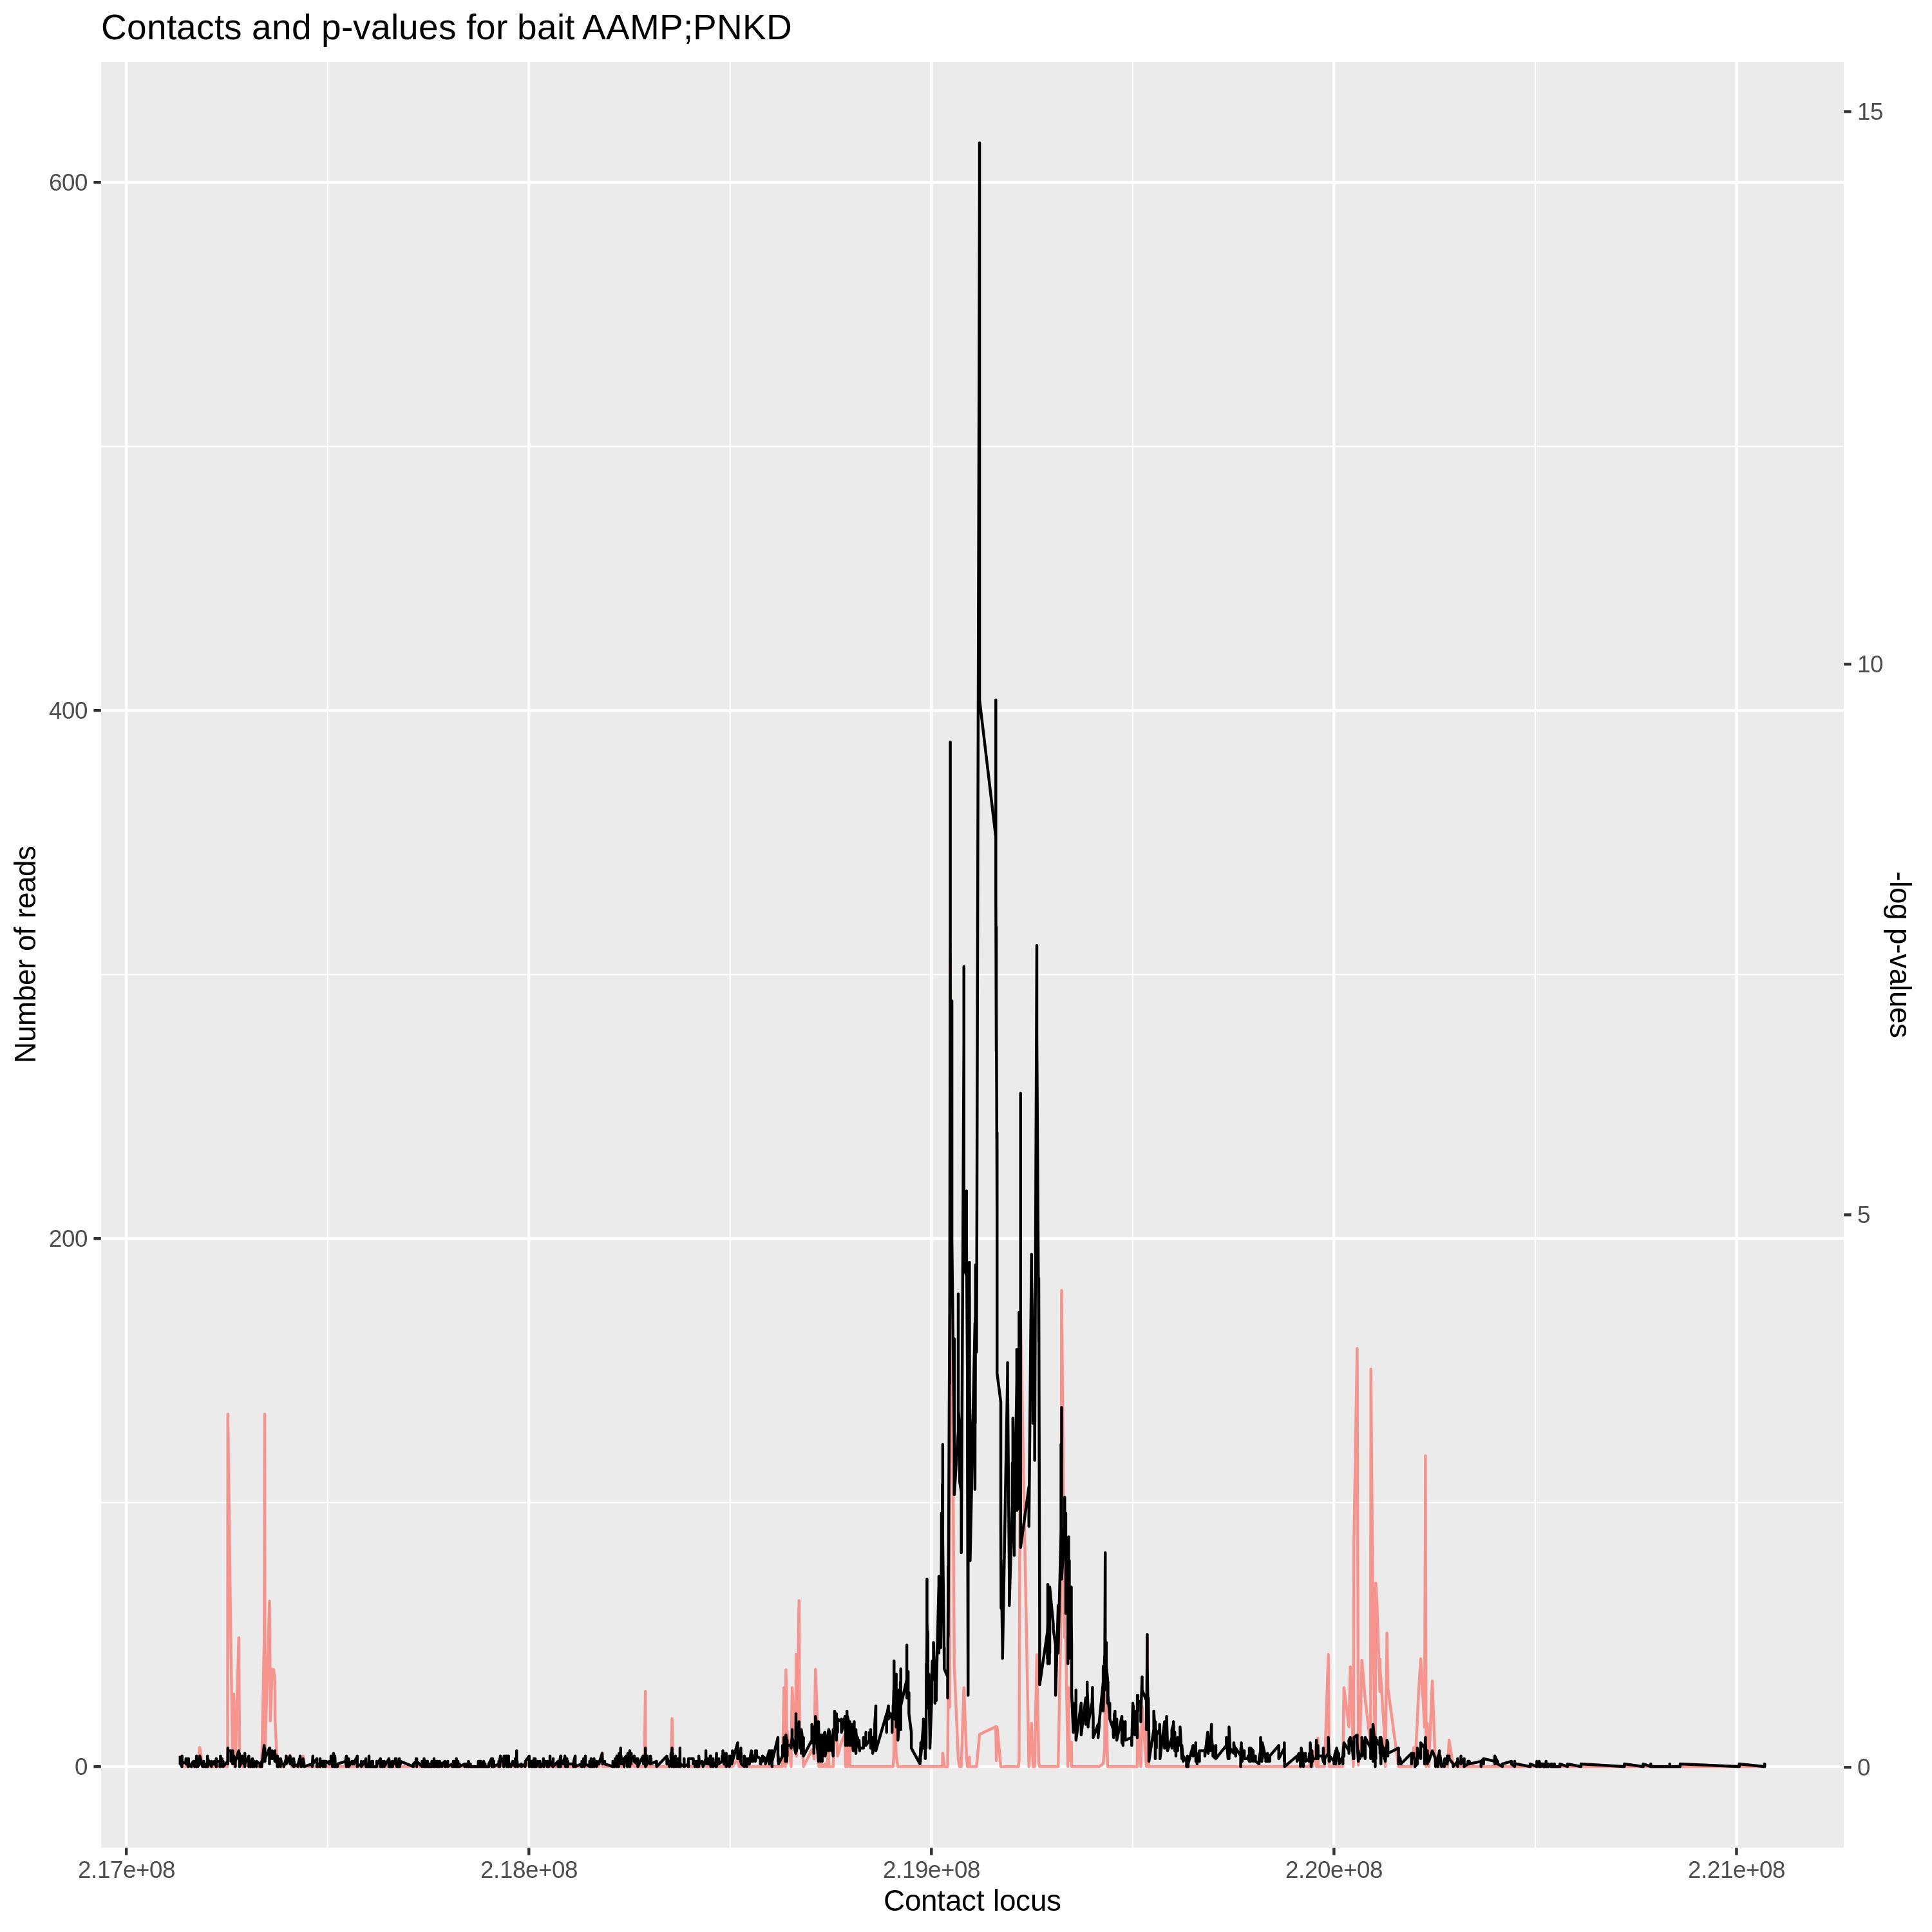 Contacts and p-values for bait AAMP;PNKD
15
600
10
400
Number of reads
-log p-values
5
200
0
0
2.17e+08
2.18e+08
2.19e+08
2.20e+08
2.21e+08
Contact locus